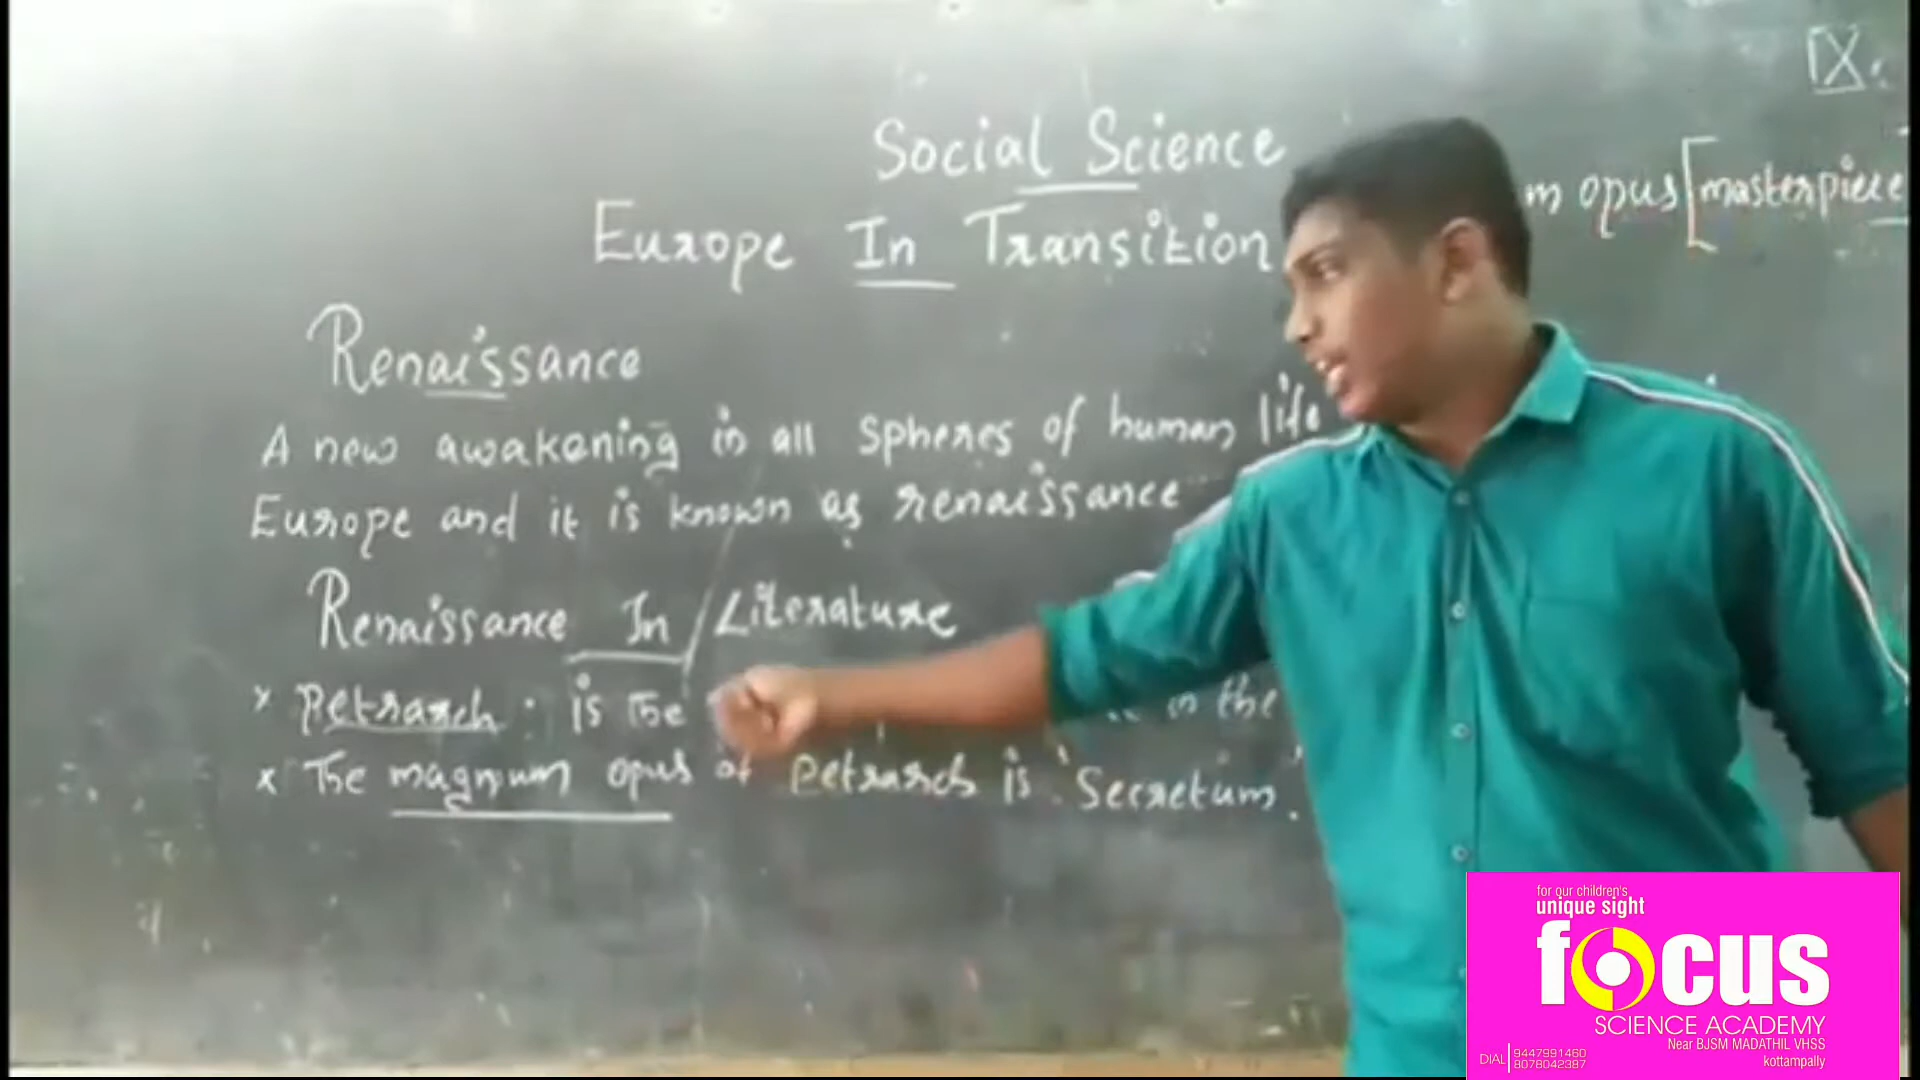 IX.
Social Science
m opus [masterpiece
Europe In Transition
Renaissance
A new awakening in all spheres of human life
Europe and it is known as renaissance
Renaissance In Literature
x Petrarch : is the in the
x The magnum opus of Petrarch is 'Secretum'.
for our children's
unique sight
focus
SCIENCE ACADEMY
Near BJSM MADATHIL VHSS
kottampally
DIAL 9447991460
8078042387